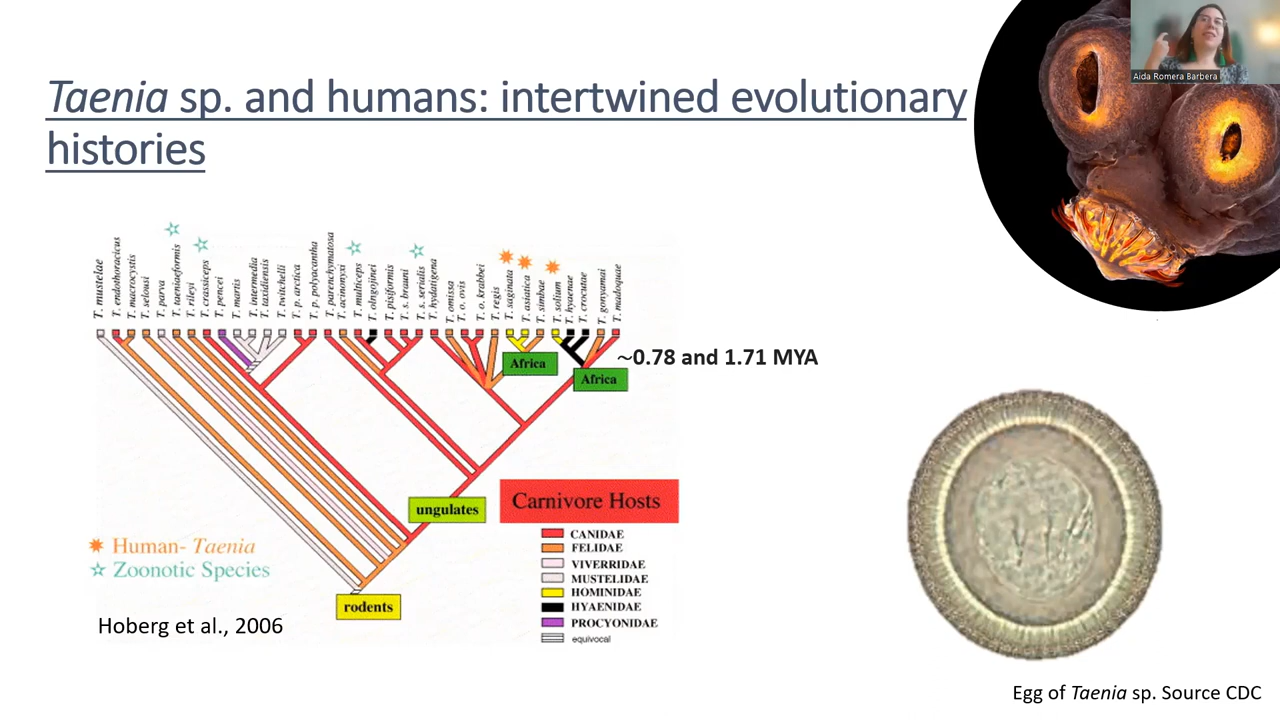 Aida Romera Barbera
Taenia sp. and humans: intertwined evolutionary
histories
T. mustelae
T. endothoracicus
T. macrocystis
T. selousi
T. parva
T. taeniaeformis
T. rileyi
T. crassiceps
T. pencei
T. martis
T. intermedia
T. taxidiensis
T. twitchelli
T. p. arctica
T. p. polyacantha
T. parenchymatosa
T. acinonyxi
T. multiceps
T. olngojinei
T. pisiformis
T. s. brauni
T. s. serialis
T. hydatigena
T. omissa
T. o. ovis
T. o. krabbei
T. regis
T. saginata
T. asiatica
T. simbae
T. solium
T. hyaenae
T. crocutae
T. gonyamai
T. madoquae
Africa
~0.78 and 1.71 MYA
Africa
ungulates
rodents
Carnivore Hosts
CANIDAE
FELIDAE
VIVERRIDAE
MUSTELIDAE
HOMINIDAE
HYAENIDAE
PROCYONIDAE
equivocal
Human- Taenia
Zoonotic Species
Hoberg et al., 2006
Egg of Taenia sp. Source CDC